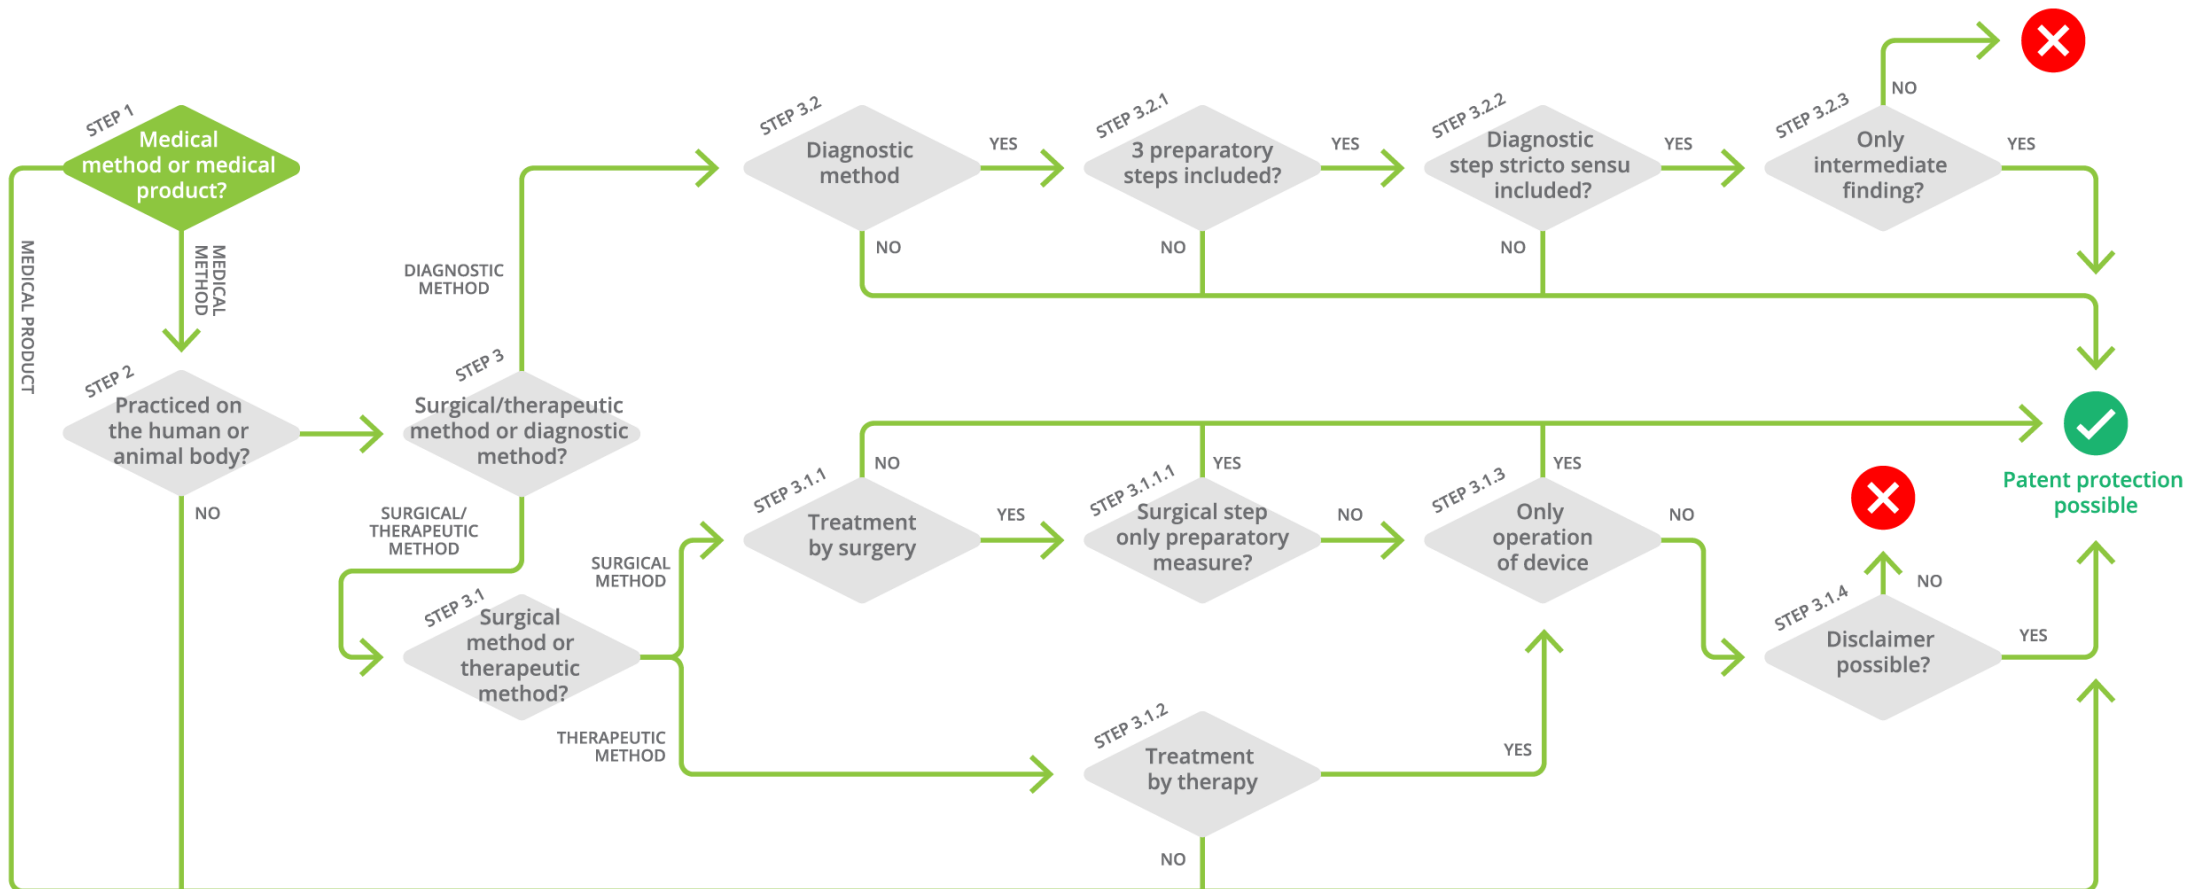 STEP 1
Medical
method or medical
product?
MEDICAL PRODUCT
MEDICAL
METHOD
STEP 2
Practiced on
the human or
animal body?
NO
STEP 3
Surgical/therapeutic
method or diagnostic
method?
DIAGNOSTIC
METHOD
SURGICAL/
THERAPEUTIC
METHOD
STEP 3.2
Diagnostic
method
YES
NO
STEP 3.2.1
3 preparatory
steps included?
YES
NO
STEP 3.2.2
Diagnostic
step stricto sensu
included?
YES
NO
STEP 3.2.3
Only
intermediate
finding?
NO
YES
STEP 3.1
Surgical
method or
therapeutic
method?
SURGICAL
METHOD
THERAPEUTIC
METHOD
STEP 3.1.1
Treatment
by surgery
NO
YES
STEP 3.1.1.1
Surgical step
only preparatory
measure?
YES
NO
STEP 3.1.3
Only
operation
of device
YES
NO
STEP 3.1.4
Disclaimer
possible?
NO
YES
STEP 3.1.2
Treatment
by therapy
YES
NO
Patent protection
possible